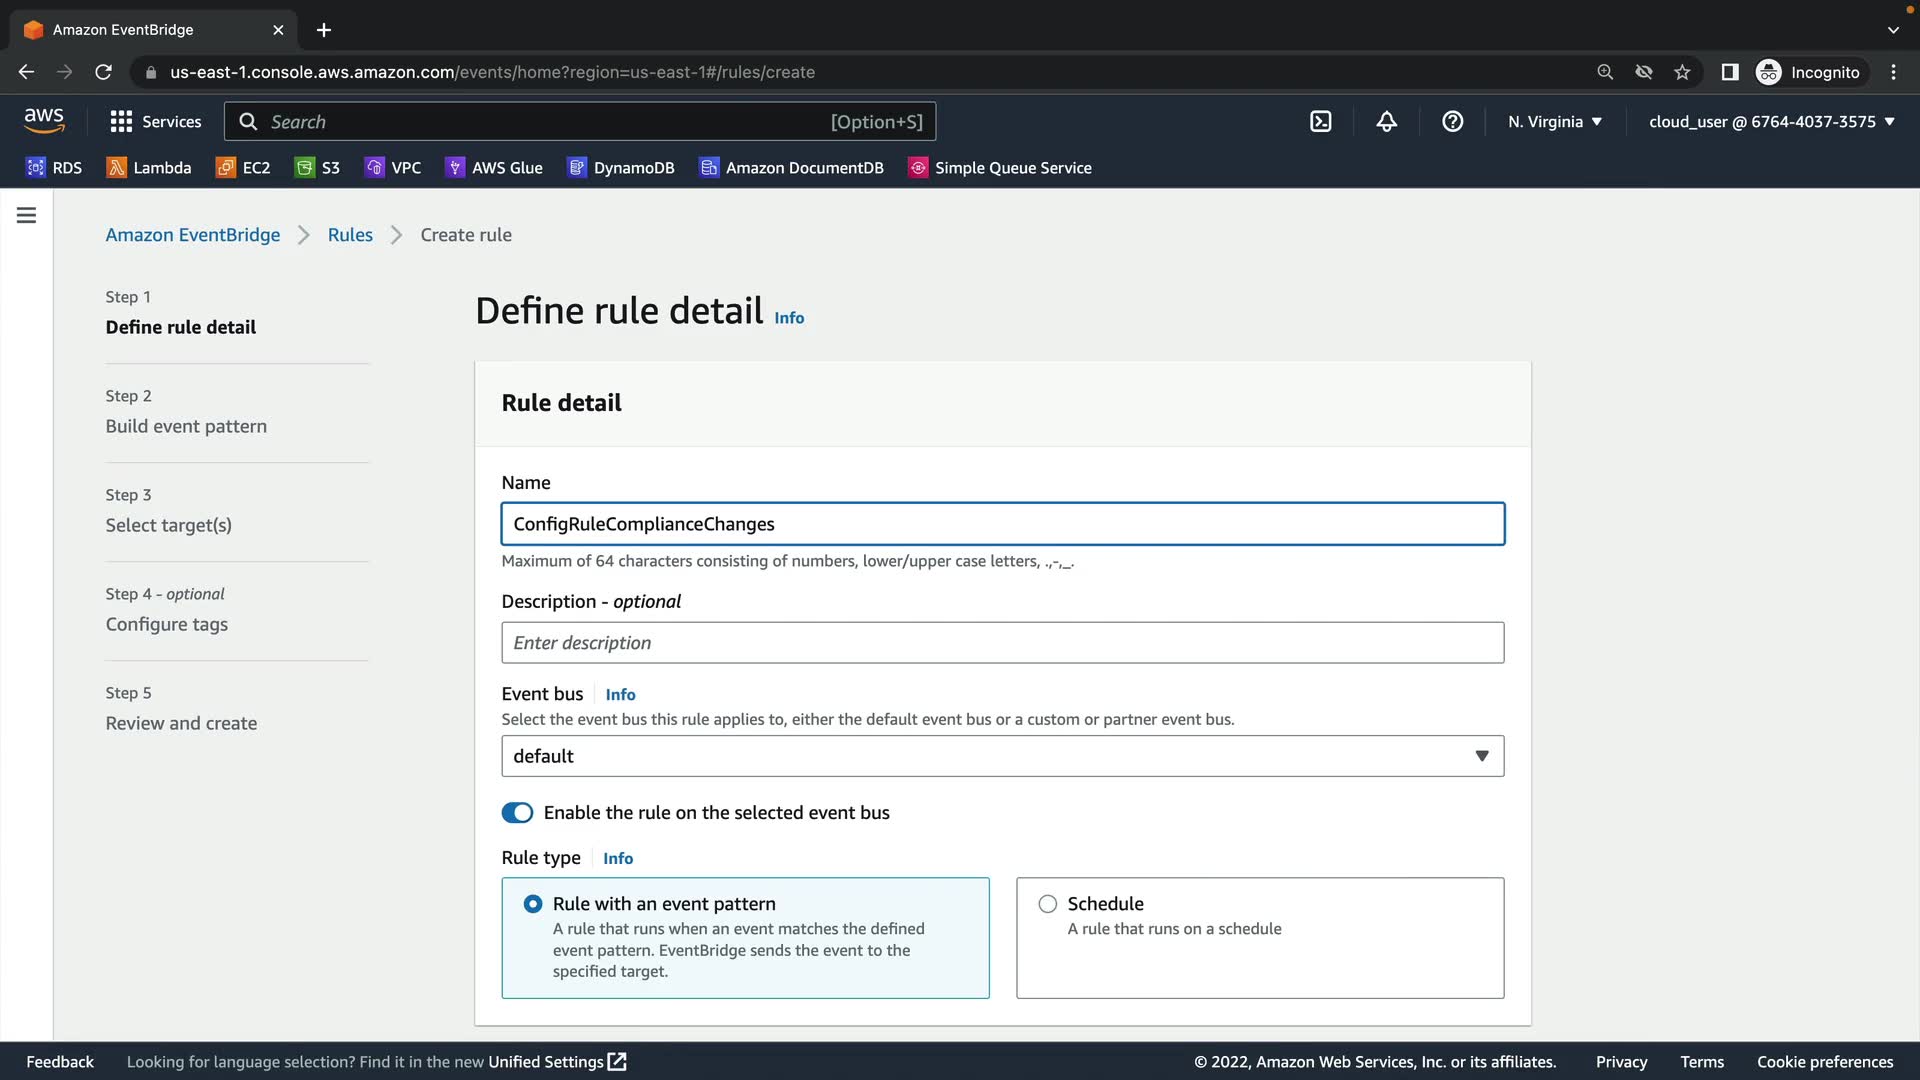 Amazon EventBridge
us-east-1.console.aws.amazon.com/events/home?region=us-east-1#/rules/create
Incognito
aws
Services
Search
[Option+S]
N. Virginia
cloud_user @ 6764-4037-3575
RDS
Lambda
EC2
S3
VPC
AWS Glue
DynamoDB
Amazon DocumentDB
Simple Queue Service
Amazon EventBridge
Rules
Create rule
Step 1
Define rule detail
Step 2
Build event pattern
Step 3
Select target(s)
Step 4 - optional
Configure tags
Step 5
Review and create
Define rule detail Info
Rule detail
Name
ConfigRuleComplianceChanges
Maximum of 64 characters consisting of numbers, lower/upper case letters, .,-,_.
Description - optional
Enter description
Event bus Info
Select the event bus this rule applies to, either the default event bus or a custom or partner event bus.
default
Enable the rule on the selected event bus
Rule type Info
Rule with an event pattern
A rule that runs when an event matches the defined
event pattern. EventBridge sends the event to the
specified target.
Schedule
A rule that runs on a schedule
Feedback
Looking for language selection? Find it in the new Unified Settings
© 2022, Amazon Web Services, Inc. or its affiliates.
Privacy
Terms
Cookie preferences